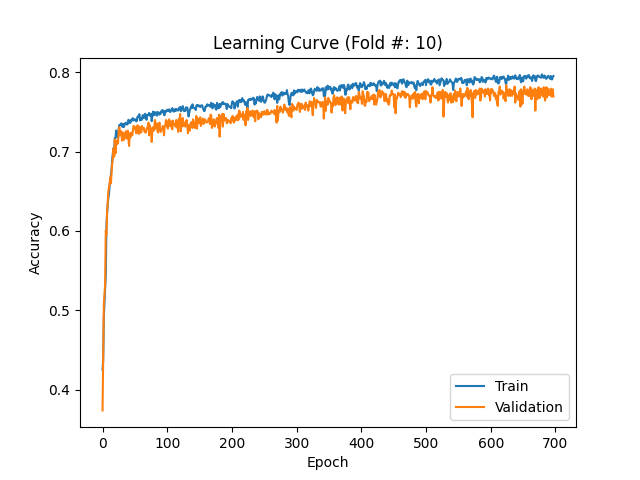 Learning Curve (Fold #: 10)
0.8
0.7
0.6
0.5
0.4
Accuracy
0 100 200 300 400 500 600 700
Epoch
Train
Validation